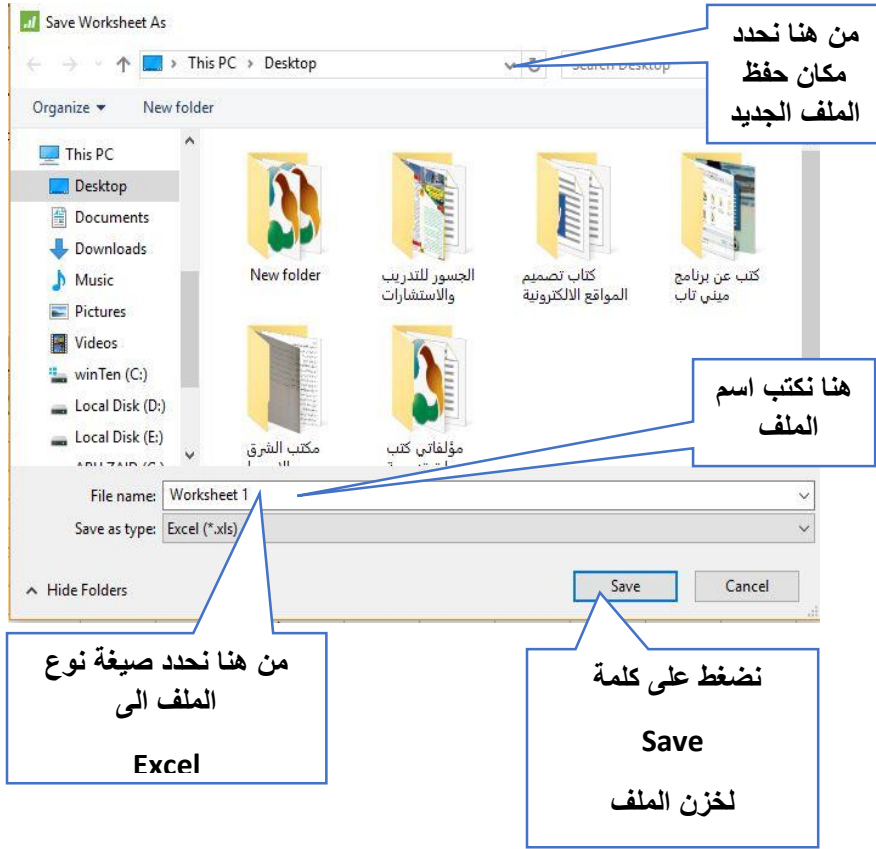 Save Worksheet As
من هنا نحدد
مكان حفظ
الملف الجديد
This PC > Desktop
Search Desktop
Organize
New folder
This PC
Desktop
Documents
Downloads
Music
Pictures
Videos
winTen (C:)
Local Disk (D:)
Local Disk (E:)
New folder
الجسور للتدريب
والاستشارات
كتاب تصميم
المواقع الالكترونية
كتب عن برنامج
ميني تاب
مكتب الشرق
مؤلفاتي كتب
هنا نكتب اسم
الملف
File name: Worksheet 1
Save as type: Excel (*.xls)
Hide Folders
Save
Cancel
من هنا نحدد صيغة نوع
الملف الى
Excel
نضغط على كلمة
Save
لخزن الملف